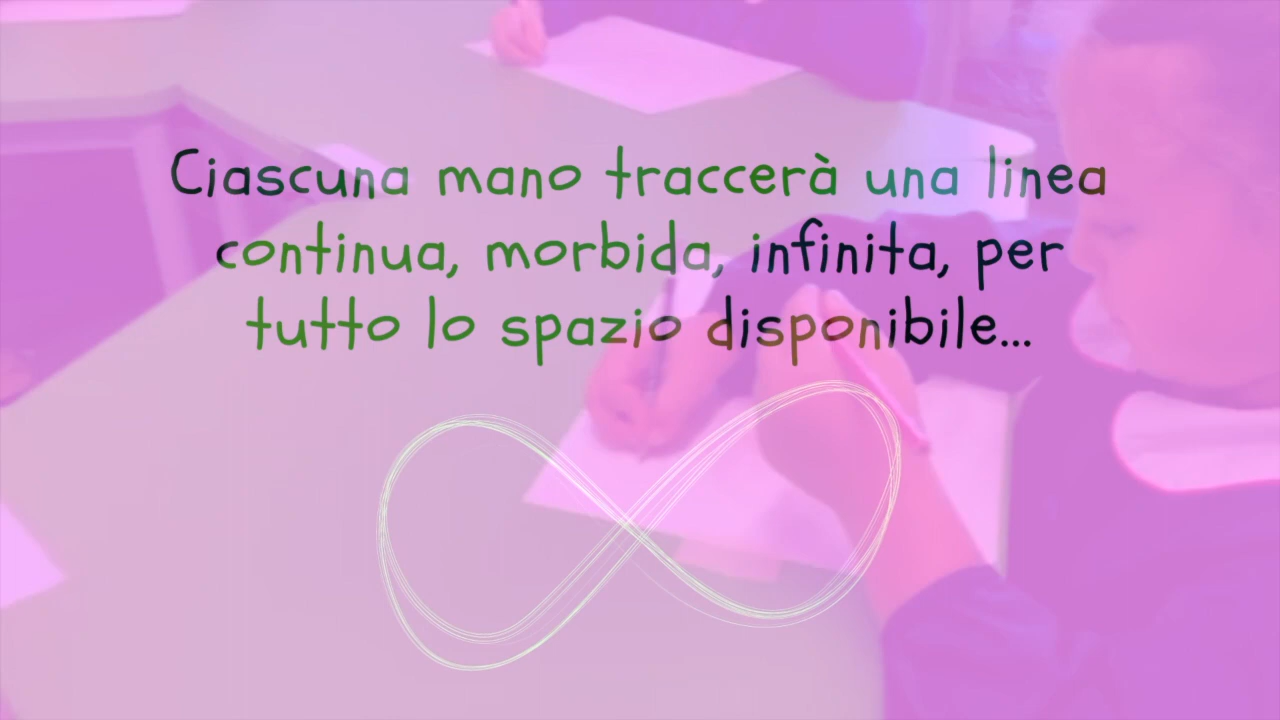 Ciascuna mano traccerà una linea
continua, morbida, infinita, per
tutto lo spazio disponibile...